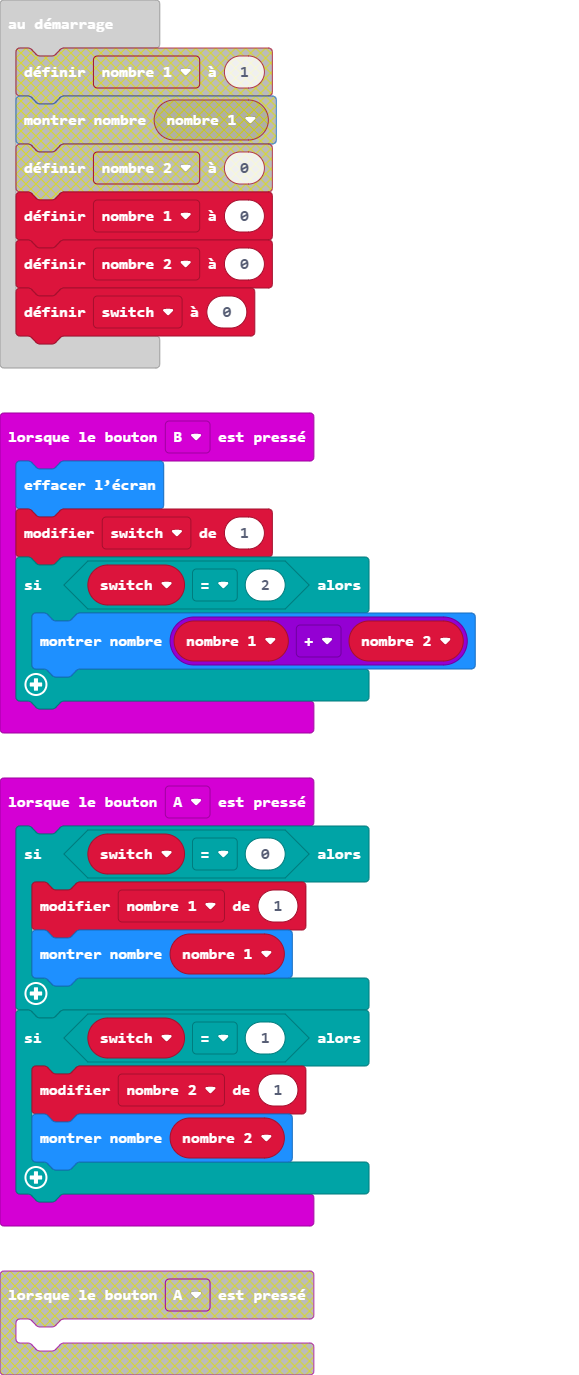 au démarrage
définir nombre 1 à 1
montrer nombre nombre 1
définir nombre 2 à 0
définir nombre 1 à 0
définir nombre 2 à 0
définir switch à 0
lorsque le bouton B est pressé
effacer l’écran
modifier switch de 1
si switch = 2 alors
montrer nombre nombre 1 + nombre 2
lorsque le bouton A est pressé
si switch = 0 alors
modifier nombre 1 de 1
montrer nombre nombre 1
si switch = 1 alors
modifier nombre 2 de 1
montrer nombre nombre 2
lorsque le bouton A est pressé